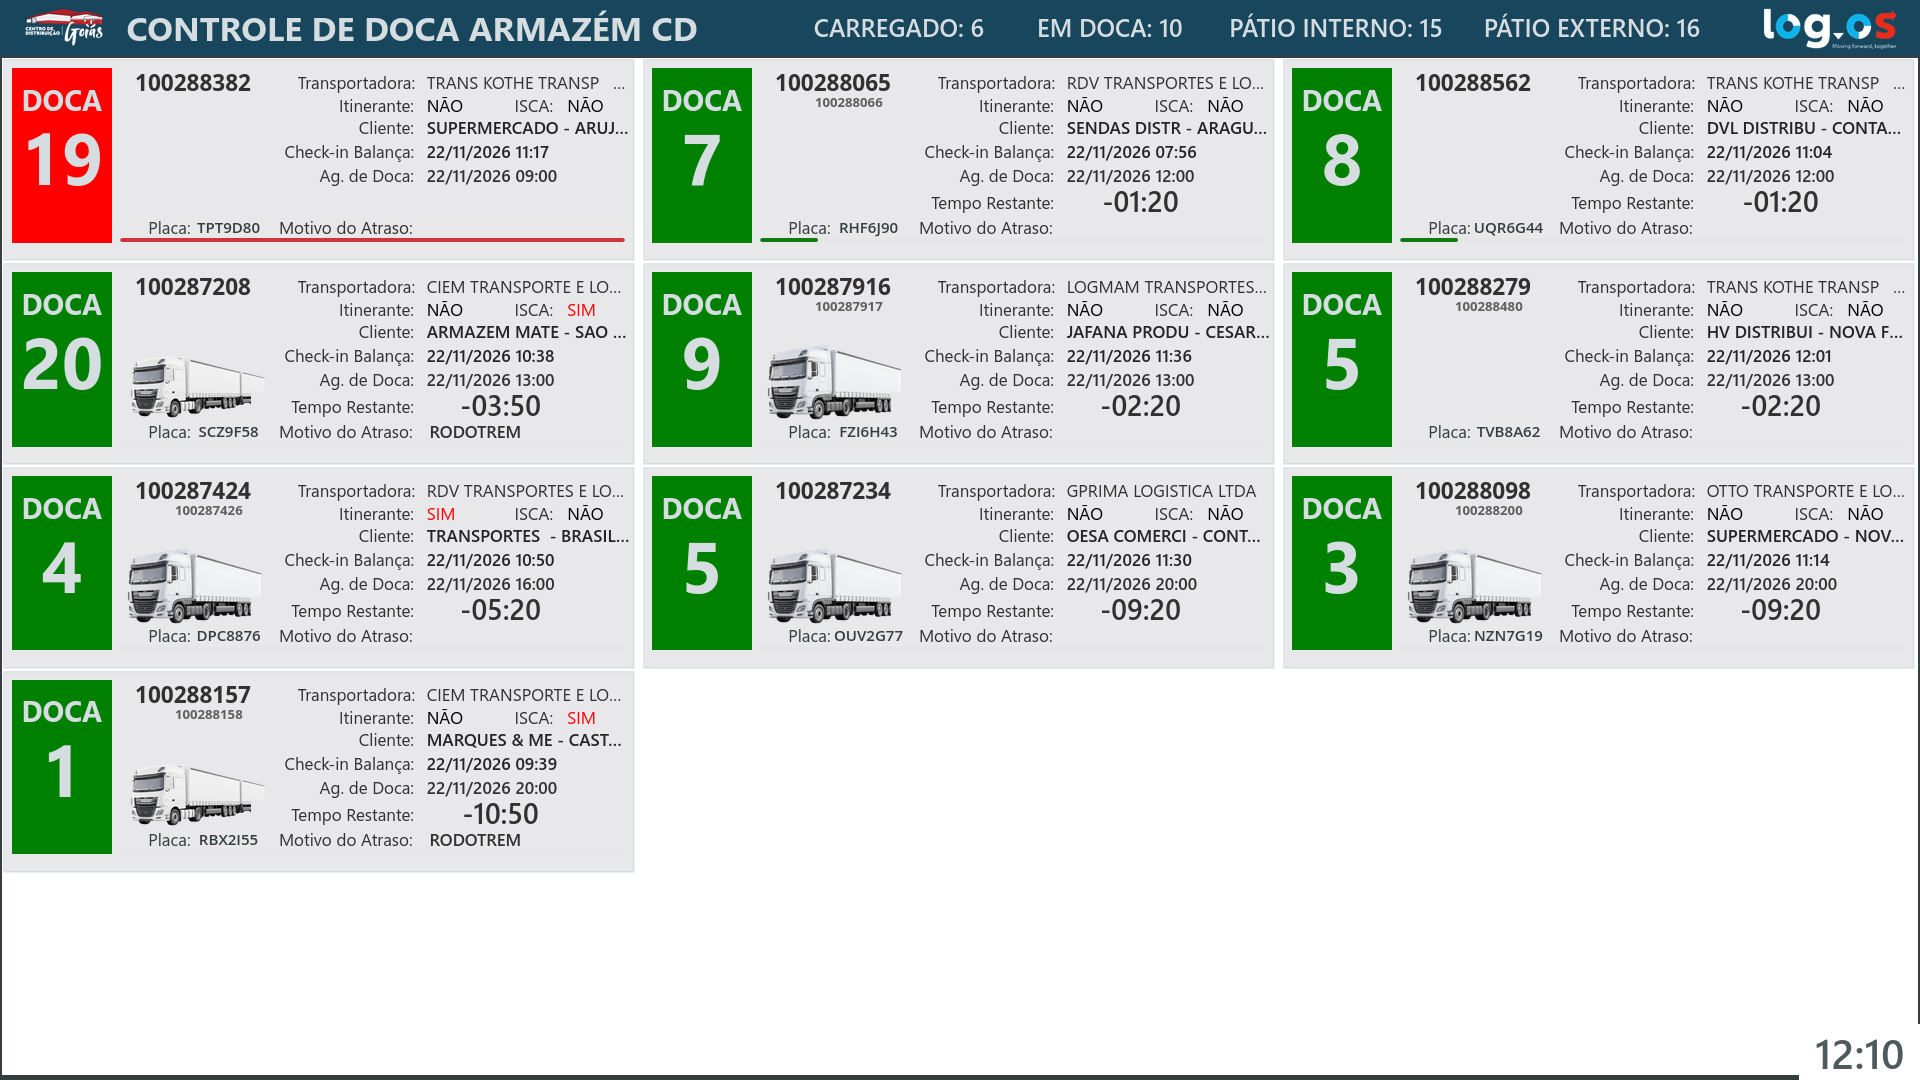 CENTRO DE DISTRIBUIÇÃO Goiás
CONTROLE DE DOCA ARMAZÉM CD
CARREGADO: 6
EM DOCA: 10
PÁTIO INTERNO: 15
PÁTIO EXTERNO: 16
log.os
Moving forward, together
DOCA
19
100288382
Transportadora: TRANS KOTHE TRANSP ...
Itinerante: NÃO ISCA: NÃO
Cliente: SUPERMERCADO - ARUJ...
Check-in Balança: 22/11/2026 11:17
Ag. de Doca: 22/11/2026 09:00
Placa: TPT9D80 Motivo do Atraso:
DOCA
7
100288065
100288066
Transportadora: RDV TRANSPORTES E LO...
Itinerante: NÃO ISCA: NÃO
Cliente: SENDAS DISTR - ARAGU...
Check-in Balança: 22/11/2026 07:56
Ag. de Doca: 22/11/2026 12:00
Tempo Restante: -01:20
Placa: RHF6J90 Motivo do Atraso:
DOCA
8
100288562
Transportadora: TRANS KOTHE TRANSP ...
Itinerante: NÃO ISCA: NÃO
Cliente: DVL DISTRIBU - CONTA...
Check-in Balança: 22/11/2026 11:04
Ag. de Doca: 22/11/2026 12:00
Tempo Restante: -01:20
Placa: UQR6G44 Motivo do Atraso:
DOCA
20
100287208
Transportadora: CIEM TRANSPORTE E LO...
Itinerante: NÃO ISCA: SIM
Cliente: ARMAZEM MATE - SAO ...
Check-in Balança: 22/11/2026 10:38
Ag. de Doca: 22/11/2026 13:00
Tempo Restante: -03:50
Placa: SCZ9F58 Motivo do Atraso: RODOTREM
DOCA
9
100287916
100287917
Transportadora: LOGMAM TRANSPORTES...
Itinerante: NÃO ISCA: NÃO
Cliente: JAFANA PRODU - CESAR...
Check-in Balança: 22/11/2026 11:36
Ag. de Doca: 22/11/2026 13:00
Tempo Restante: -02:20
Placa: FZI6H43 Motivo do Atraso:
DOCA
5
100288279
100288480
Transportadora: TRANS KOTHE TRANSP ...
Itinerante: NÃO ISCA: NÃO
Cliente: HV DISTRIBUI - NOVA F...
Check-in Balança: 22/11/2026 12:01
Ag. de Doca: 22/11/2026 13:00
Tempo Restante: -02:20
Placa: TVB8A62 Motivo do Atraso:
DOCA
4
100287424
100287426
Transportadora: RDV TRANSPORTES E LO...
Itinerante: SIM ISCA: NÃO
Cliente: TRANSPORTES - BRASIL...
Check-in Balança: 22/11/2026 10:50
Ag. de Doca: 22/11/2026 16:00
Tempo Restante: -05:20
Placa: DPC8876 Motivo do Atraso:
DOCA
5
100287234
Transportadora: GPRIMA LOGISTICA LTDA
Itinerante: NÃO ISCA: NÃO
Cliente: OESA COMERCI - CONT...
Check-in Balança: 22/11/2026 11:30
Ag. de Doca: 22/11/2026 20:00
Tempo Restante: -09:20
Placa: OUV2G77 Motivo do Atraso:
DOCA
3
100288098
100288200
Transportadora: OTTO TRANSPORTE E LO...
Itinerante: NÃO ISCA: NÃO
Cliente: SUPERMERCADO - NOV...
Check-in Balança: 22/11/2026 11:14
Ag. de Doca: 22/11/2026 20:00
Tempo Restante: -09:20
Placa: NZN7G19 Motivo do Atraso:
DOCA
1
100288157
100288158
Transportadora: CIEM TRANSPORTE E LO...
Itinerante: NÃO ISCA: SIM
Cliente: MARQUES & ME - CAST...
Check-in Balança: 22/11/2026 09:39
Ag. de Doca: 22/11/2026 20:00
Tempo Restante: -10:50
Placa: RBX2I55 Motivo do Atraso: RODOTREM
12:10